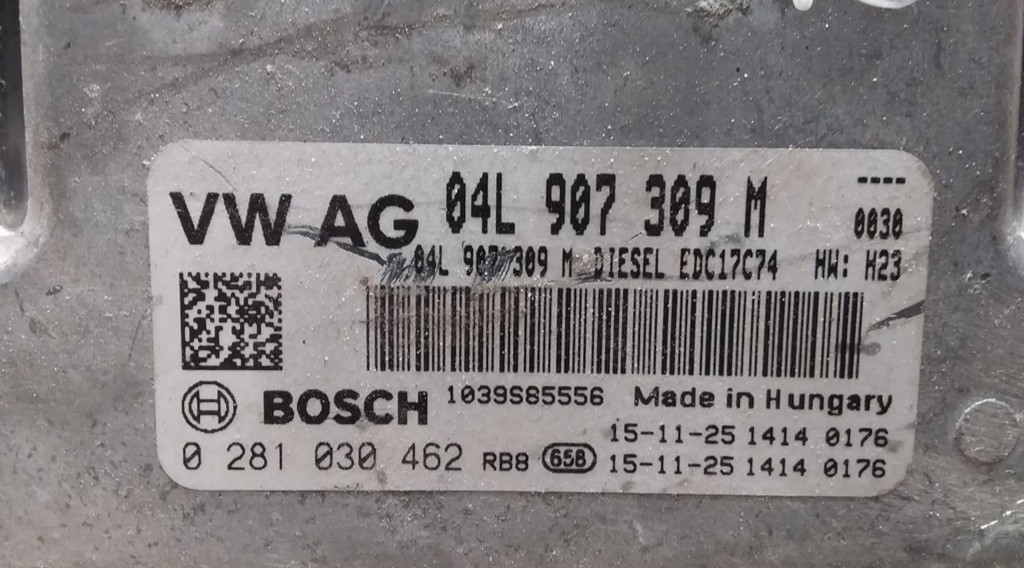 VW AG 04L 907 309 M ----
0030
04L 907 309 M DIESEL EDC17C74 HW: H23
BOSCH 1039S85556 Made in Hungary
15-11-25 1414 0176
0 281 030 462 RB8 658 15-11-25 1414 0176